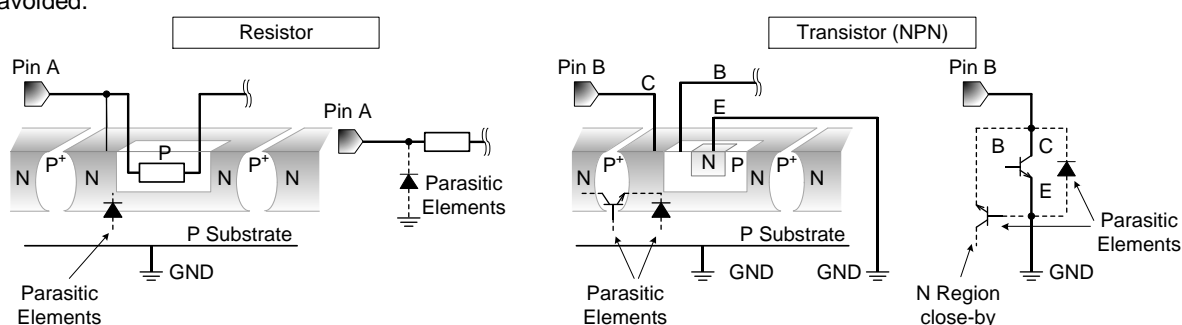 avoided.
Resistor
Transistor (NPN)
Pin A
Pin A
N P+ N P N P+ N
Parasitic
Elements
P Substrate
GND
Parasitic
Elements
Pin B
C B
E
N P+ N P N P+ N
P Substrate
GND GND
Parasitic
Elements
Pin B
B C
E
Parasitic
Elements
GND
N Region
close-by